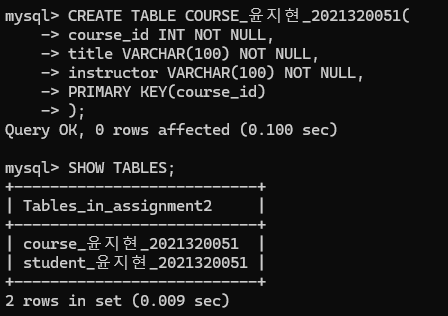 mysql> CREATE TABLE COURSE_윤지현_2021320051(
    -> course_id INT NOT NULL,
    -> title VARCHAR(100) NOT NULL,
    -> instructor VARCHAR(100) NOT NULL,
    -> PRIMARY KEY(course_id)
    -> );
Query OK, 0 rows affected (0.100 sec)

mysql> SHOW TABLES;
+---------------------------+
| Tables_in_assignment2     |
+---------------------------+
| course_윤지현_2021320051  |
| student_윤지현_2021320051 |
+---------------------------+
2 rows in set (0.009 sec)